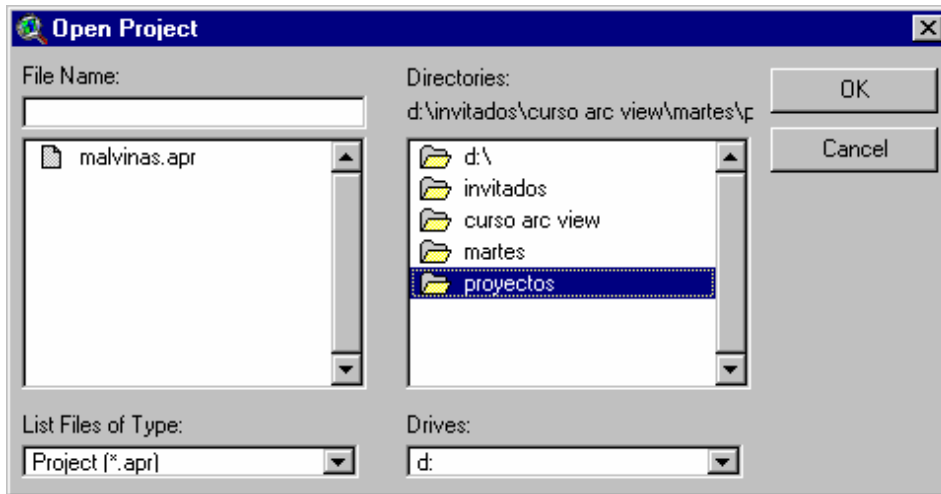 Open Project
File Name:
malvinas.apr
List Files of Type:
Project (*.apr)
Directories:
d:\invitados\curso arc view\martes\p
d:\
invitados
curso arc view
martes
proyectos
Drives:
d:
OK
Cancel